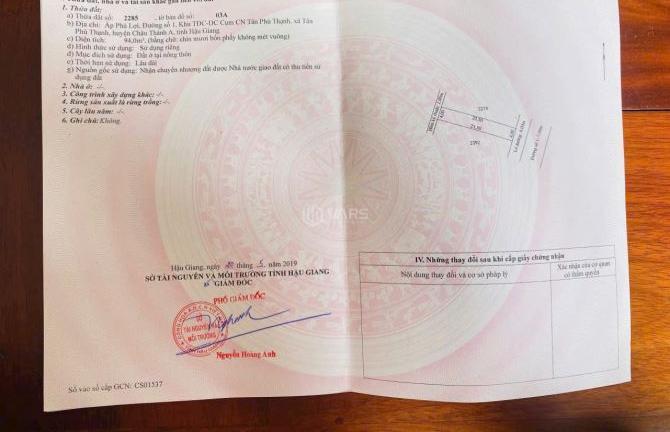 1. Thửa đất:
a) Thửa đất số: 2285 , tờ bản đồ số: 03A
b) Địa chỉ: Ấp Phú Lợi, Đường số 1, Khu TĐC-DC Cụm CN Tân Phú Thạnh, xã Tân
Phú Thạnh, huyện Châu Thành A, tỉnh Hậu Giang
c) Diện tích: 94,0m², (bằng chữ: chín mươi bốn phẩy không mét vuông)
d) Hình thức sử dụng: Sử dụng riêng
đ) Mục đích sử dụng: Đất ở tại nông thôn
e) Thời hạn sử dụng: Lâu dài
g) Nguồn gốc sử dụng: Nhận chuyển nhượng đất được Nhà nước giao đất có thu tiền sử
dụng đất
2. Nhà ở: -/-
3. Công trình xây dựng khác: -/-
4. Rừng sản xuất là rừng trồng: -/-
5. Cây lâu năm: -/-
6. Ghi chú: Không.
2292
VARS
Hậu Giang, ngày tháng 5 năm 2019
SỞ TÀI NGUYÊN VÀ MÔI TRƯỜNG TỈNH HẬU GIANG
GIÁM ĐỐC
PHÓ GIÁM ĐỐC
SỞ
TÀI NGUYÊN
MÔI TRƯỜNG
Nguyễn Hoàng Anh
Số vào sổ cấp GCN: CS01537
IV. Những thay đổi sau khi cấp giấy chứng nhận
Nội dung thay đổi và cơ sở pháp lý
Xác nhận của cơ quan
có thẩm quyền